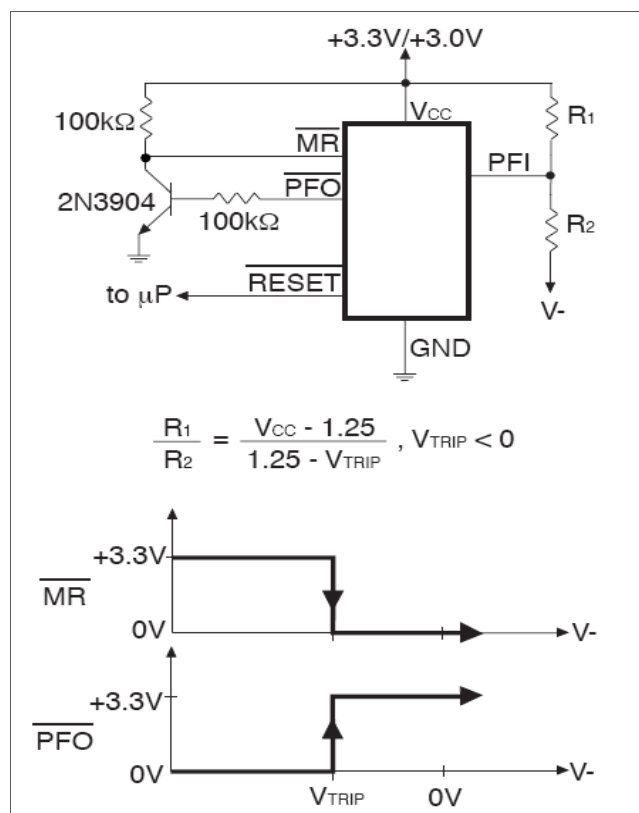 +3.3V/+3.0V
100kΩ
VCC
R1
MR
PFI
PFO
2N3904
100kΩ
R2
RESET
to μP
V-
GND
R1/R2 = (VCC - 1.25)/(1.25 - VTRIP) , VTRIP < 0
+3.3V
MR
0V
V-
+3.3V
PFO
0V
V-
VTRIP
0V